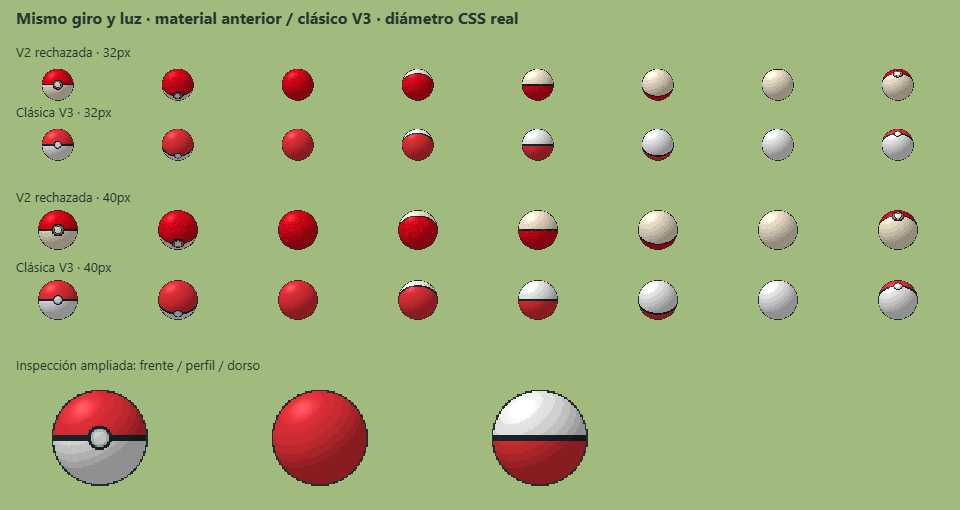 Mismo giro y luz · material anterior / clásico V3 · diámetro CSS real
V2 rechazada · 32px
Clásica V3 · 32px
V2 rechazada · 40px
Clásica V3 · 40px
Inspección ampliada: frente / perfil / dorso